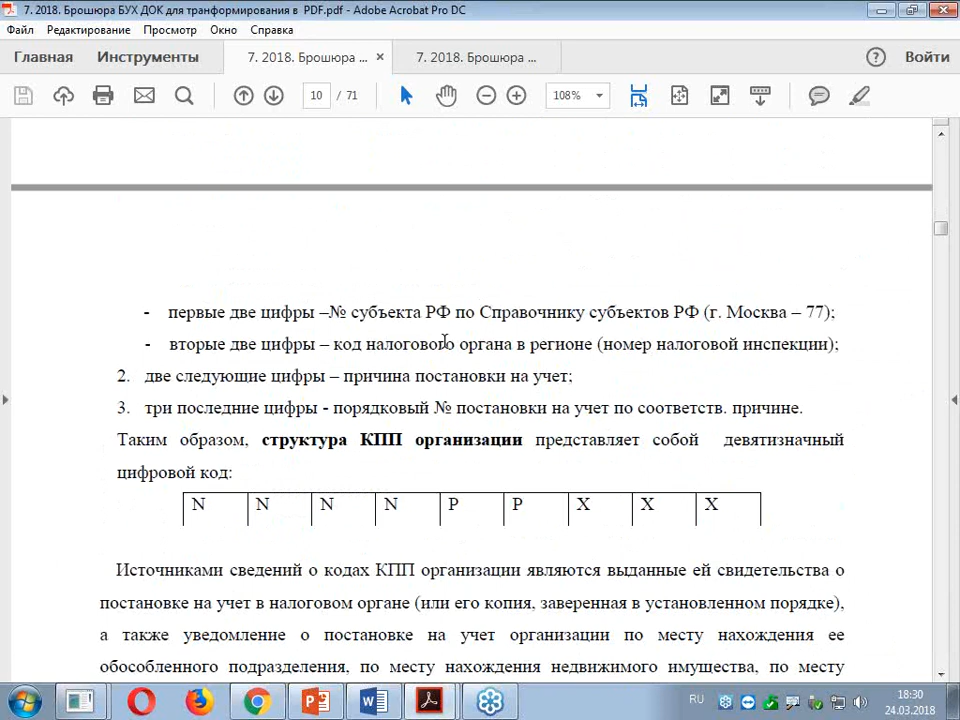 7. 2018. Брошюра БУХ ДОК для транформирования в PDF.pdf - Adobe Acrobat Pro DC
Файл Редактирование Просмотр Окно Справка
Главная Инструменты 7. 2018. Брошюра ... × 7. 2018. Брошюра ... Войти
10 / 71 108%
- первые две цифры –№ субъекта РФ по Справочнику субъектов РФ (г. Москва – 77);
- вторые две цифры – код налогового органа в регионе (номер налоговой инспекции);
2. две следующие цифры – причина постановки на учет;
3. три последние цифры - порядковый № постановки на учет по соответств. причине.
Таким образом, структура КПП организации представляет собой девятизначный
цифровой код:
N N N N P P X X X
Источниками сведений о кодах КПП организации являются выданные ей свидетельства о
постановке на учет в налоговом органе (или его копия, заверенная в установленном порядке),
а также уведомление о постановке на учет организации по месту нахождения ее
обособленного подразделения, по месту нахождения недвижимого имущества, по месту
RU 18:30
24.03.2018